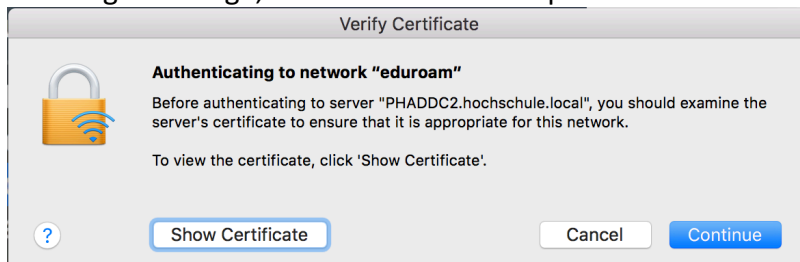 Verify Certificate
Authenticating to network “eduroam”
Before authenticating to server "PHADDC2.hochschule.local", you should examine the
server's certificate to ensure that it is appropriate for this network.
To view the certificate, click 'Show Certificate'.
?
Show Certificate
Cancel
Continue